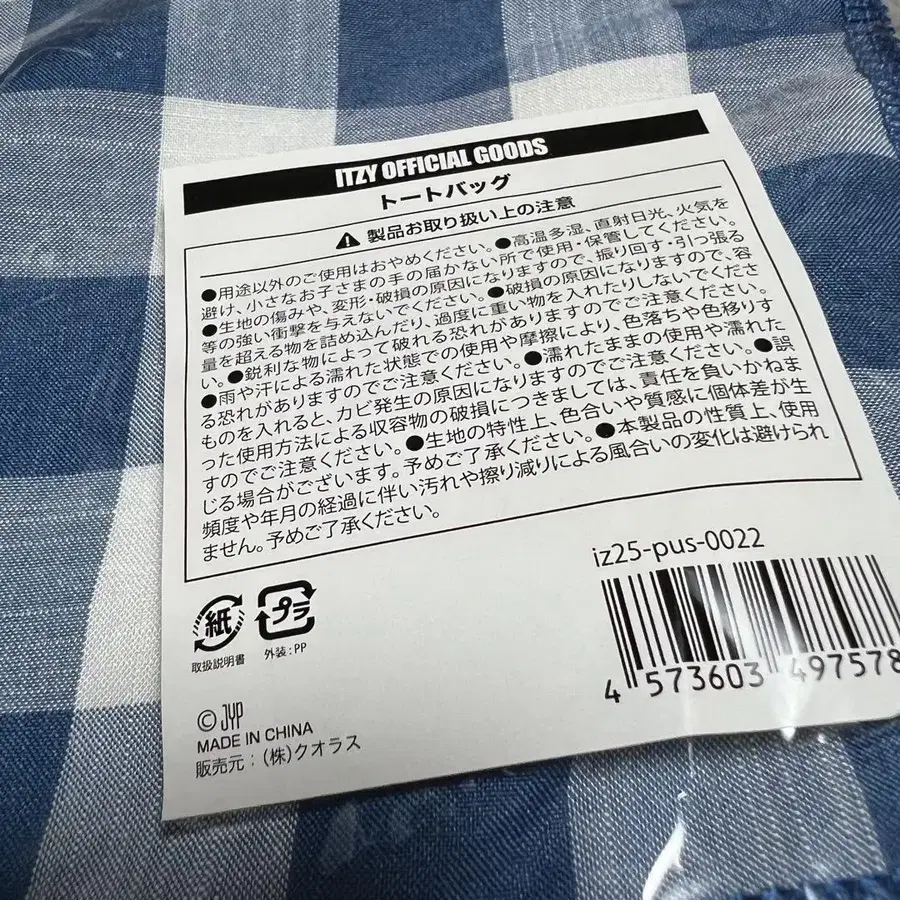 ITZY OFFICIAL GOODS
トートバッグ
製品お取り扱い上の注意
●用途以外のご使用はおやめください。●高温多湿、直射日光、火気を
避け、小さなお子さまの手の届かない所で使用・保管してください。
●生地の傷みや、変形・破損の原因になりますので、振り回す・引っ張る
等の強い衝撃を与えないでください。●破損の原因になりますので、容
量を超える物を詰め込んだり、過度に重い物を入れたりしないでくださ
い。●鋭利な物によって破れる恐れがありますのでご注意ください。
●雨や汗による濡れた状態での使用や摩擦により、色落ちや色移りす
る恐れがありますのでご注意ください。●濡れたままの使用や濡れた
ものを入れると、カビ発生の原因になりますのでご注意ください。●誤
った使用方法による収容物の破損につきましては、責任を負いかねま
すのでご注意ください。●生地の特性上、色合いや質感に個体差が生
じる場合がございます。予めご了承ください。●本製品の性質上、使用
頻度や年月の経過に伴い汚れや擦り減りによる風合いの変化は避けられ
ません。予めご了承ください。
iz25-pus-0022
4 573603 497578
紙
プラ
取扱説明書
外装:PP
© JYP
MADE IN CHINA
販売元:(株)クオラス